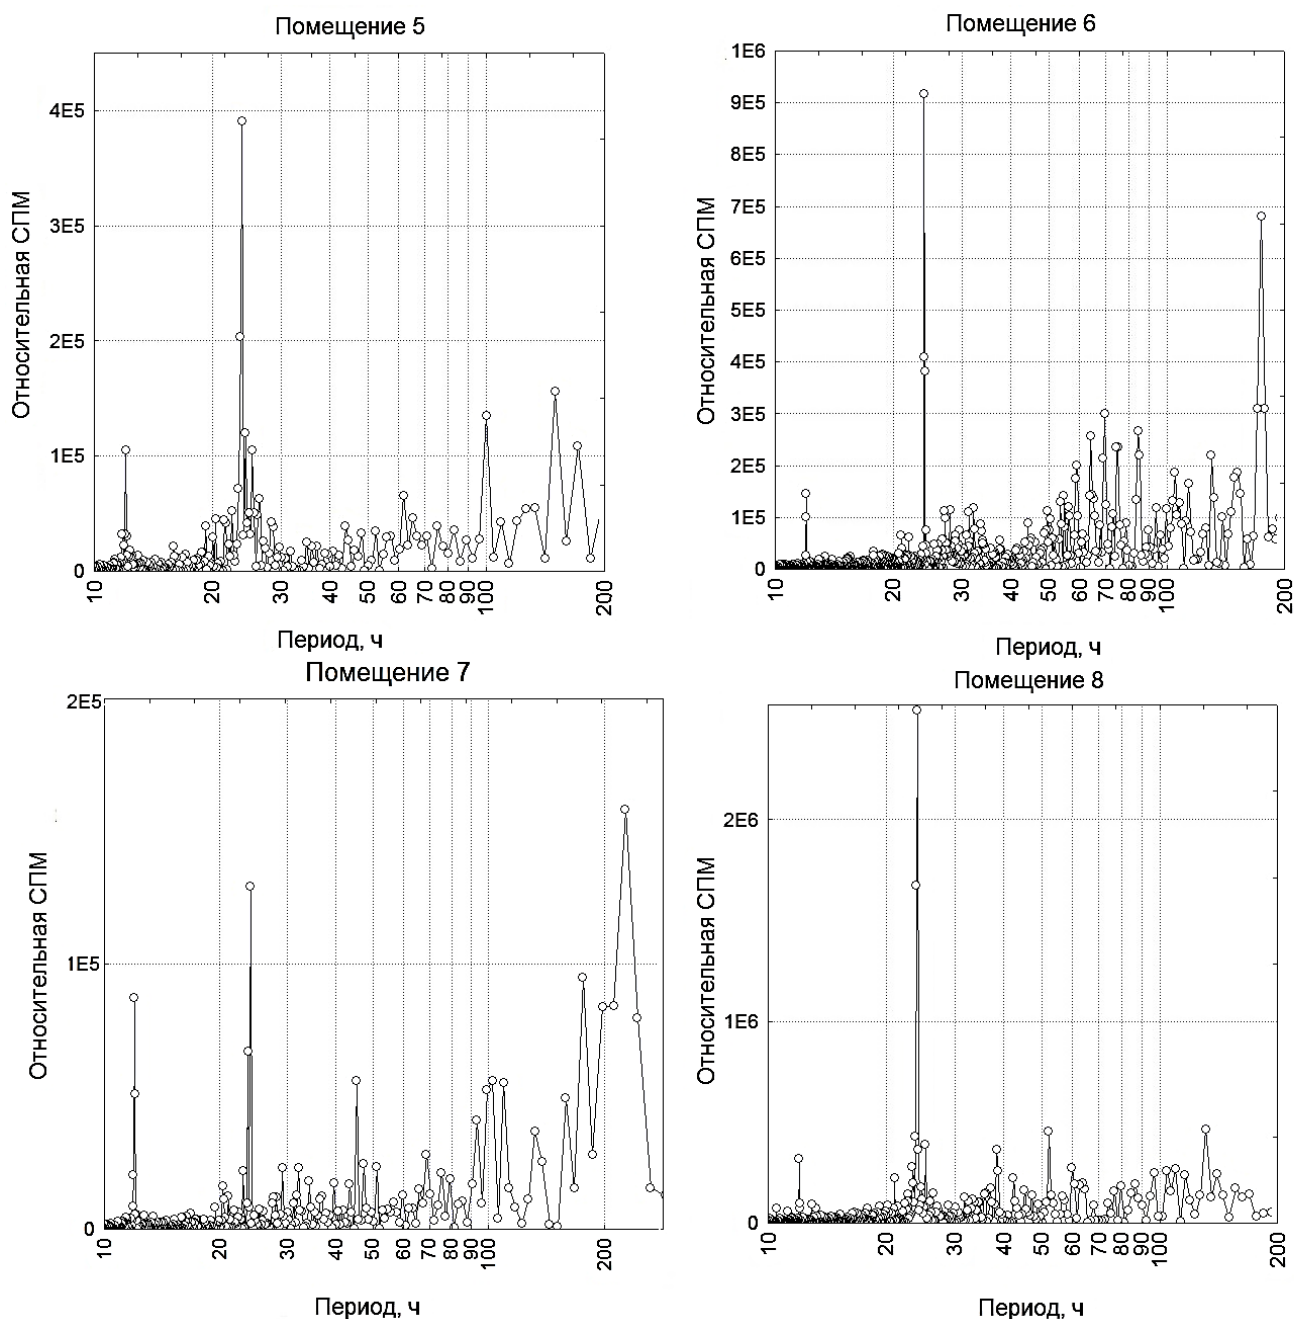 Помещение 5
4E5
3E5
2E5
1E5
0
Относительная СПМ
10
20
30
40
50
60
70
80
90
100
200
Период, ч
Помещение 6
1E6
9E5
8E5
7E5
6E5
5E5
4E5
3E5
2E5
1E5
0
Относительная СПМ
10
20
30
40
50
60
70
80
90
100
200
Период, ч
Помещение 7
2E5
1E5
0
Относительная СПМ
10
20
30
40
50
60
70
80
90
100
200
Период, ч
Помещение 8
2E6
1E6
0
Относительная СПМ
10
20
30
40
50
60
70
80
90
100
200
Период, ч